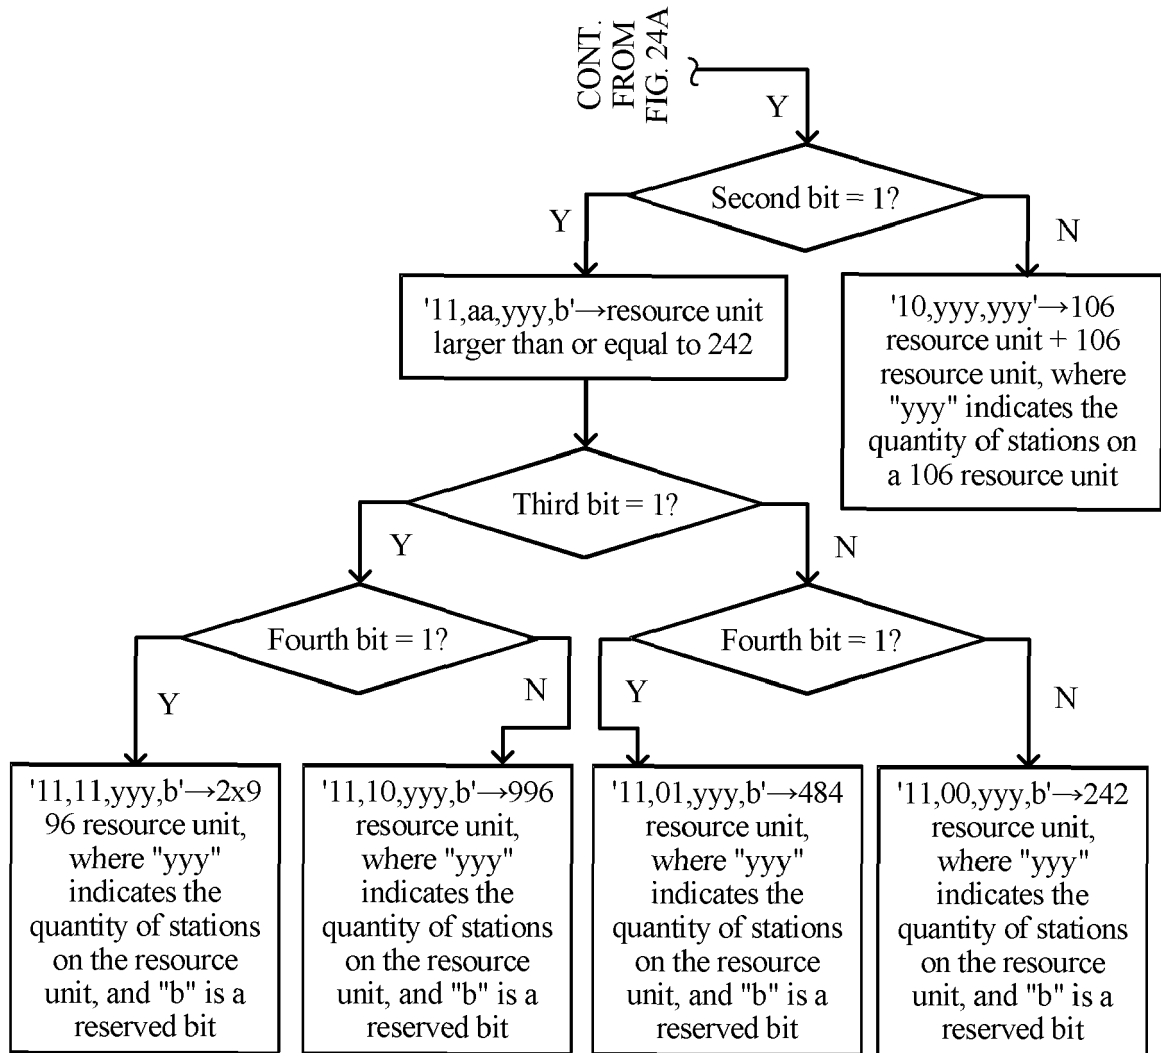 CONT.
FROM
FIG. 24A
Y
Second bit = 1?
Y
N
'11,aa,yyy,b'→resource unit
larger than or equal to 242
'10,yyy,yyy'→106
resource unit + 106
resource unit, where
"yyy" indicates the
quantity of stations on
a 106 resource unit
Third bit = 1?
Y
N
Fourth bit = 1?
Fourth bit = 1?
Y
N
Y
N
'11,11,yyy,b'→2x9
96 resource unit,
where "yyy"
indicates the
quantity of stations
on the resource
unit, and "b" is a
reserved bit
'11,10,yyy,b'→996
resource unit,
where "yyy"
indicates the
quantity of stations
on the resource
unit, and "b" is a
reserved bit
'11,01,yyy,b'→484
resource unit,
where "yyy"
indicates the
quantity of stations
on the resource
unit, and "b" is a
reserved bit
'11,00,yyy,b'→242
resource unit,
where "yyy"
indicates the
quantity of stations
on the resource
unit, and "b" is a
reserved bit